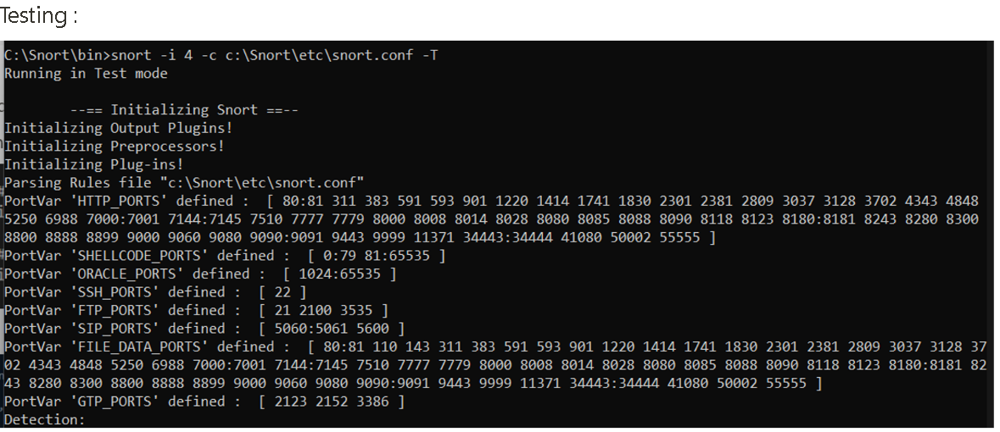 Testing :
C:\Snort\bin>snort -i 4 -c c:\Snort\etc\snort.conf -T
Running in Test mode
--== Initializing Snort ==--
Initializing Output Plugins!
Initializing Preprocessors!
Initializing Plug-ins!
Parsing Rules file "c:\Snort\etc\snort.conf"
PortVar 'HTTP_PORTS' defined :  [ 80:81 311 383 591 593 901 1220 1414 1741 1830 2301 2381 2809 3037 3128 3702 4343 4848
5250 6988 7000:7001 7144:7145 7510 7777 7779 8000 8008 8014 8028 8080 8085 8088 8090 8118 8123 8180:8181 8243 8280 8300
8800 8888 8899 9000 9060 9080 9090:9091 9443 9999 11371 34443:34444 41080 50002 55555 ]
PortVar 'SHELLCODE_PORTS' defined :  [ 0:79 81:65535 ]
PortVar 'ORACLE_PORTS' defined :  [ 1024:65535 ]
PortVar 'SSH_PORTS' defined :  [ 22 ]
PortVar 'FTP_PORTS' defined :  [ 21 2100 3535 ]
PortVar 'SIP_PORTS' defined :  [ 5060:5061 5600 ]
PortVar 'FILE_DATA_PORTS' defined :  [ 80:81 110 143 311 383 591 593 901 1220 1414 1741 1830 2301 2381 2809 3037 3128 37
02 4343 4848 5250 6988 7000:7001 7144:7145 7510 7777 7779 8000 8008 8014 8028 8080 8085 8088 8090 8118 8123 8180:8181 82
43 8280 8300 8800 8888 8899 9000 9060 9080 9090:9091 9443 9999 11371 34443:34444 41080 50002 55555 ]
PortVar 'GTP_PORTS' defined :  [ 2123 2152 3386 ]
Detection: